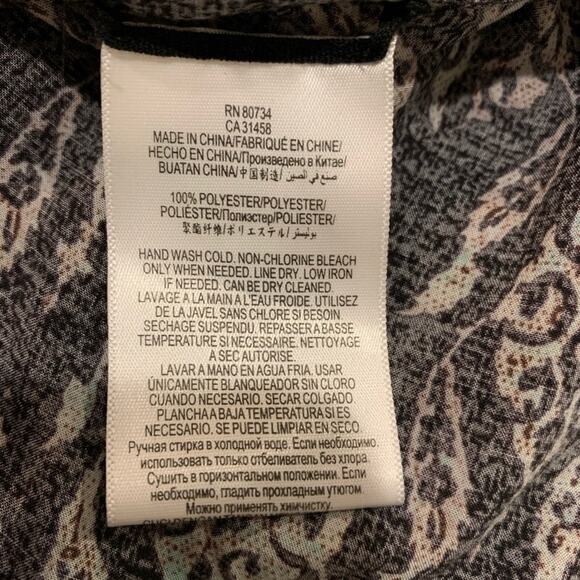 RN 80734
CA 31458
MADE IN CHINA/FABRIQUÉ EN CHINE/
HECHO EN CHINA/Произведено в Китае/
BUATAN CHINA/中国制造/ صنع في الصين/
100% POLYESTER/POLYESTER/
POLIÉSTER/Полиэстер/POLIESTER/
聚酯纤维/ポリエステル/ بوليستر/
HAND WASH COLD. NON-CHLORINE BLEACH
ONLY WHEN NEEDED. LINE DRY. LOW IRON
IF NEEDED. CAN BE DRY CLEANED.
LAVAGE A LA MAIN A L'EAU FROIDE. UTILISEZ
DE LA JAVEL SANS CHLORE SI BESOIN
SECHAGE SUSPENDU. REPASSER A BASSE
TEMPERATURE SI NECESSAIRE. NETTOYAGE
A SEC AUTORISE.
LAVAR A MANO EN AGUA FRIA. USAR
ÚNICAMENTE BLANQUEADOR SIN CLORO
CUANDO NECESARIO. SECAR COLGADO
PLANCHA A BAJA TEMPERATURA SI ES
NECESARIO. SE PUEDE LIMPIAR EN SECO.
Ручная стирка в холодной воде. Если необходимо.
использовать только отбеливатель без хлора.
Сушить в горизонтальном положении. Если
необходимо, гладить прохладным утюгом.
Можно применять химчистку.